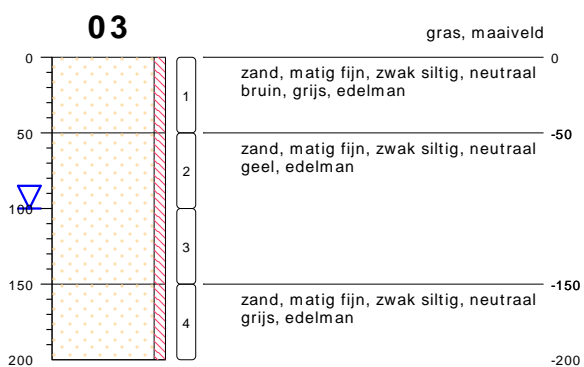 03
gras, maaiveld
0
0
zand, matig fijn, zwak siltig, neutraal
bruin, grijs, edelman
1
50
-50
zand, matig fijn, zwak siltig, neutraal
geel, edelman
2
100
3
150
-150
zand, matig fijn, zwak siltig, neutraal
grijs, edelman
4
200
-200